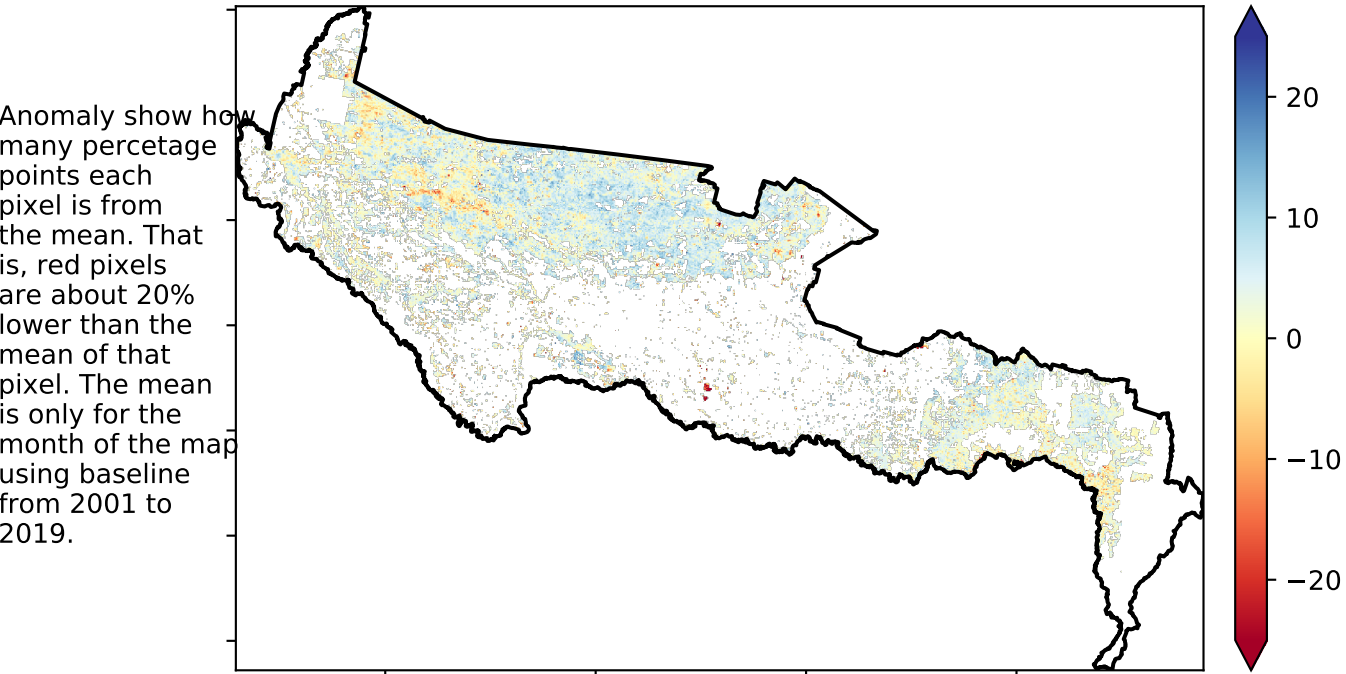 Anomaly show how
many percetage
points each
pixel is from
the mean. That
is, red pixels
are about 20%
lower than the
mean of that
pixel. The mean
is only for the
month of the map
using baseline
from 2001 to
2019.
20
10
0
−10
−20